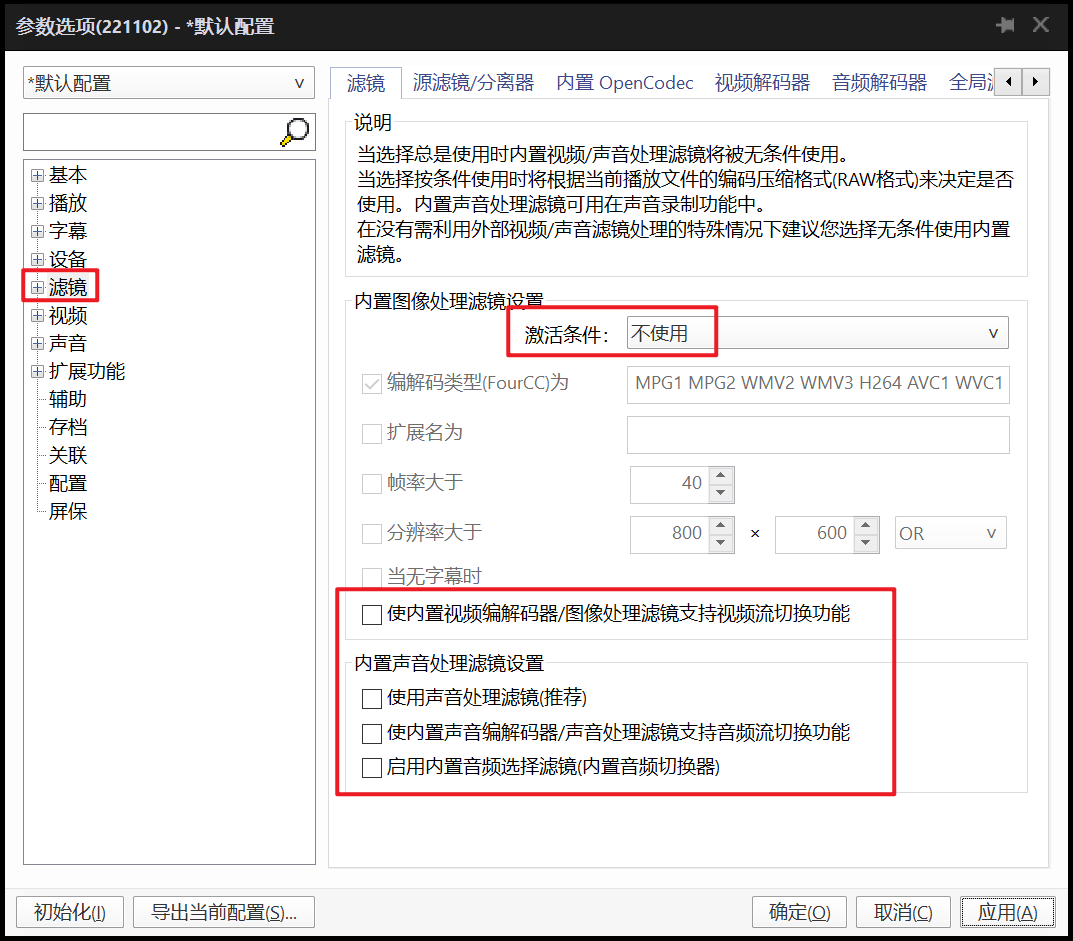 参数选项(221102) - *默认配置
*默认配置
滤镜 源滤镜/分离器 内置 OpenCodec 视频解码器 音频解码器
基本
播放
字幕
设备
滤镜
视频
声音
扩展功能
辅助
存档
关联
配置
屏保
说明
当选择总是使用时内置视频/声音处理滤镜将被无条件使用。
当选择按条件使用时将根据当前播放文件的编码压缩格式(RAW格式)来决定是否
使用。内置声音处理滤镜可用在声音录制功能中。
在没有需利用外部视频/声音滤镜处理的特殊情况下建议您选择无条件使用内置
滤镜。
内置图像处理滤镜设置
激活条件: 不使用
编解码类型(FourCC)为 MPG1 MPG2 WMV2 WMV3 H264 AVC1 WVC1
扩展名为
帧率大于 40
分辨率大于 800 × 600 OR
当无字幕时
使内置视频编解码器/图像处理滤镜支持视频流切换功能
内置声音处理滤镜设置
使用声音处理滤镜(推荐)
使内置声音编解码器/声音处理滤镜支持音频流切换功能
启用内置音频选择滤镜(内置音频切换器)
初始化(I) 导出当前配置(S)... 确定(O) 取消(C) 应用(A)